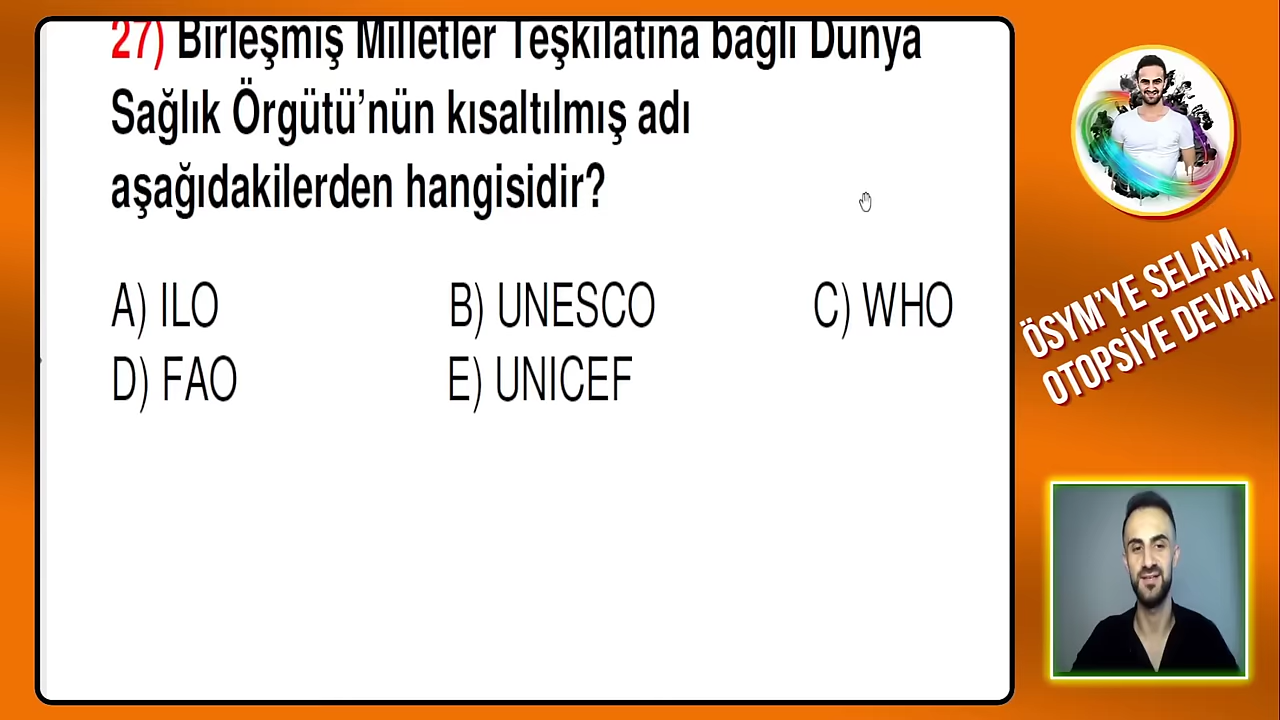 27) Birleşmiş Milletler Teşkilatına bağlı Dünya
Sağlık Örgütü’nün kısaltılmış adı
aşağıdakilerden hangisidir?
A) ILO B) UNESCO C) WHO
D) FAO E) UNICEF
ÖSYM’YE SELAM,
OTOPSİYE DEVAM